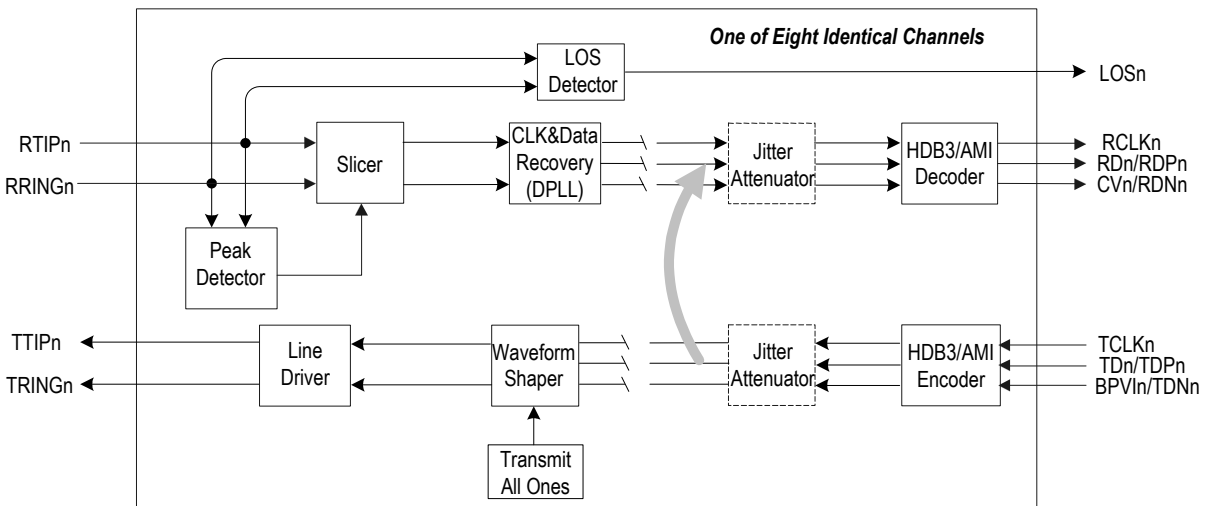 One of Eight Identical Channels
LOS
Detector
LOSn
RTIPn
RRINGn
Slicer
CLK&Data
Recovery
(DPLL)
Jitter
Attenuator
HDB3/AMI
Decoder
RCLKn
RDn/RDPn
CVn/RDNn
Peak
Detector
TTIPn
TRINGn
Line
Driver
Waveform
Shaper
Jitter
Attenuator
HDB3/AMI
Encoder
TCLKn
TDn/TDPn
BPVIn/TDNn
Transmit
All Ones